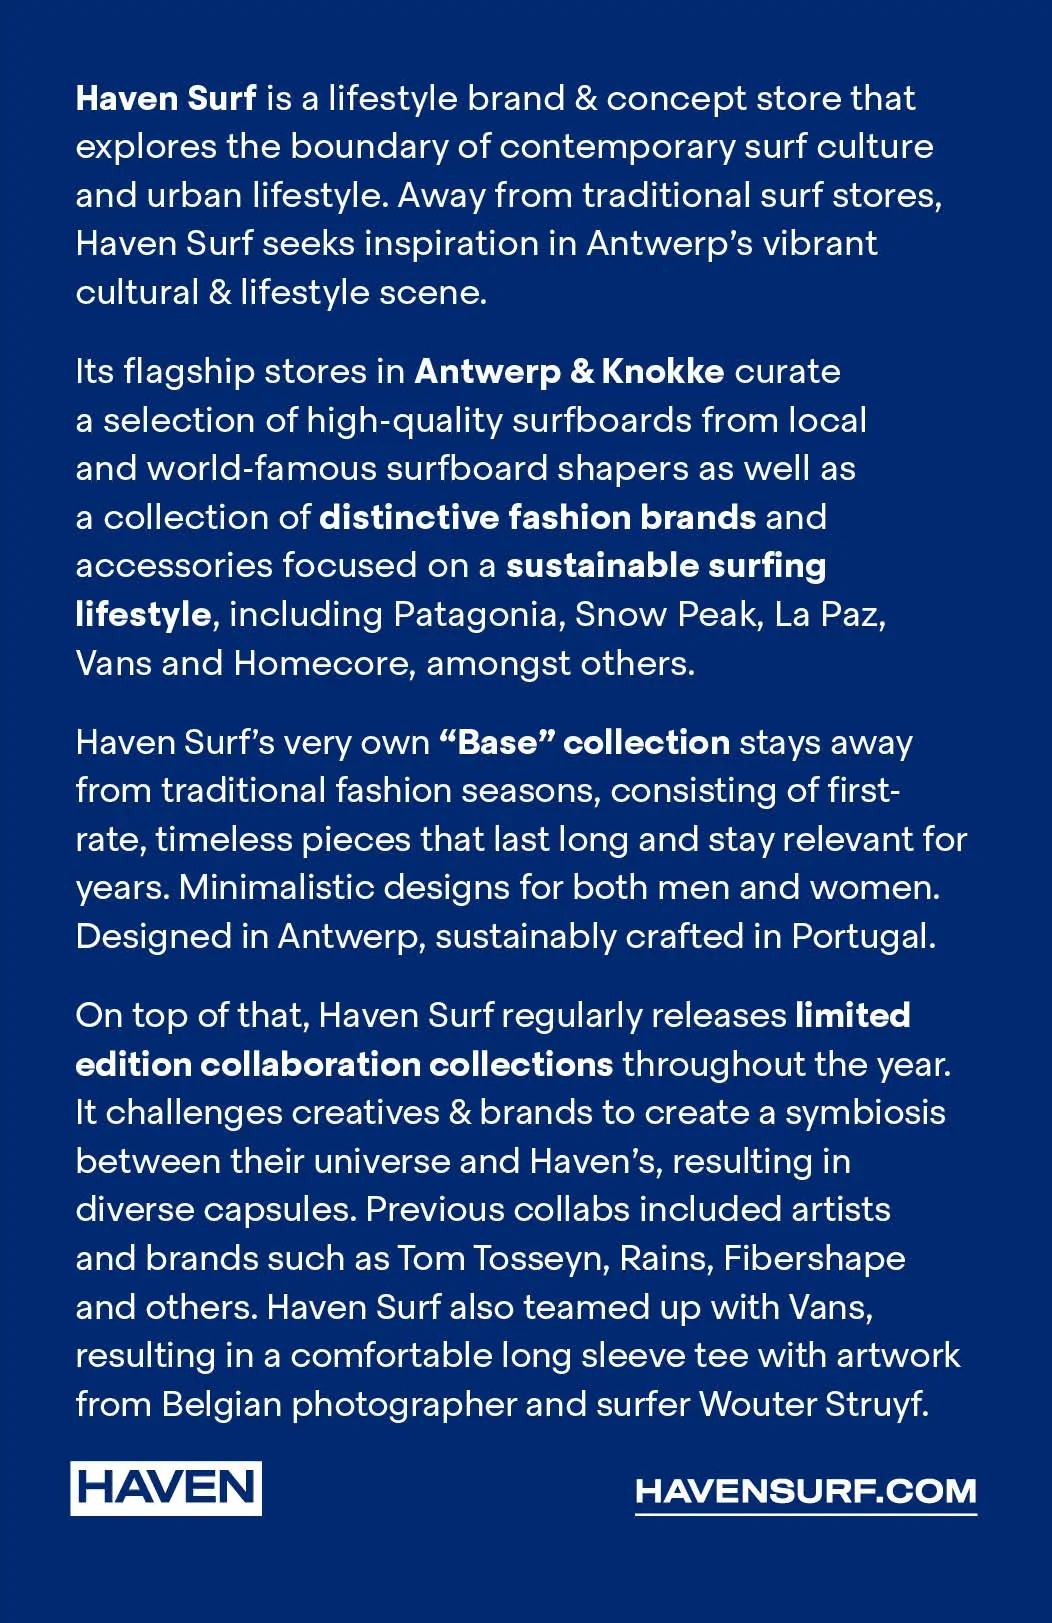 Haven Surf is a lifestyle brand & concept store that
explores the boundary of contemporary surf culture
and urban lifestyle. Away from traditional surf stores,
Haven Surf seeks inspiration in Antwerp’s vibrant
cultural & lifestyle scene.
Its flagship stores in Antwerp & Knokke curate
a selection of high-quality surfboards from local
and world-famous surfboard shapers as well as
a collection of distinctive fashion brands and
accessories focused on a sustainable surfing
lifestyle, including Patagonia, Snow Peak, La Paz,
Vans and Homecore, amongst others.
Haven Surf’s very own “Base” collection stays away
from traditional fashion seasons, consisting of first-
rate, timeless pieces that last long and stay relevant for
years. Minimalistic designs for both men and women.
Designed in Antwerp, sustainably crafted in Portugal.
On top of that, Haven Surf regularly releases limited
edition collaboration collections throughout the year.
It challenges creatives & brands to create a symbiosis
between their universe and Haven’s, resulting in
diverse capsules. Previous collabs included artists
and brands such as Tom Tosseyn, Rains, Fibershape
and others. Haven Surf also teamed up with Vans,
resulting in a comfortable long sleeve tee with artwork
from Belgian photographer and surfer Wouter Struyf.
HAVEN
HAVENSURF.COM